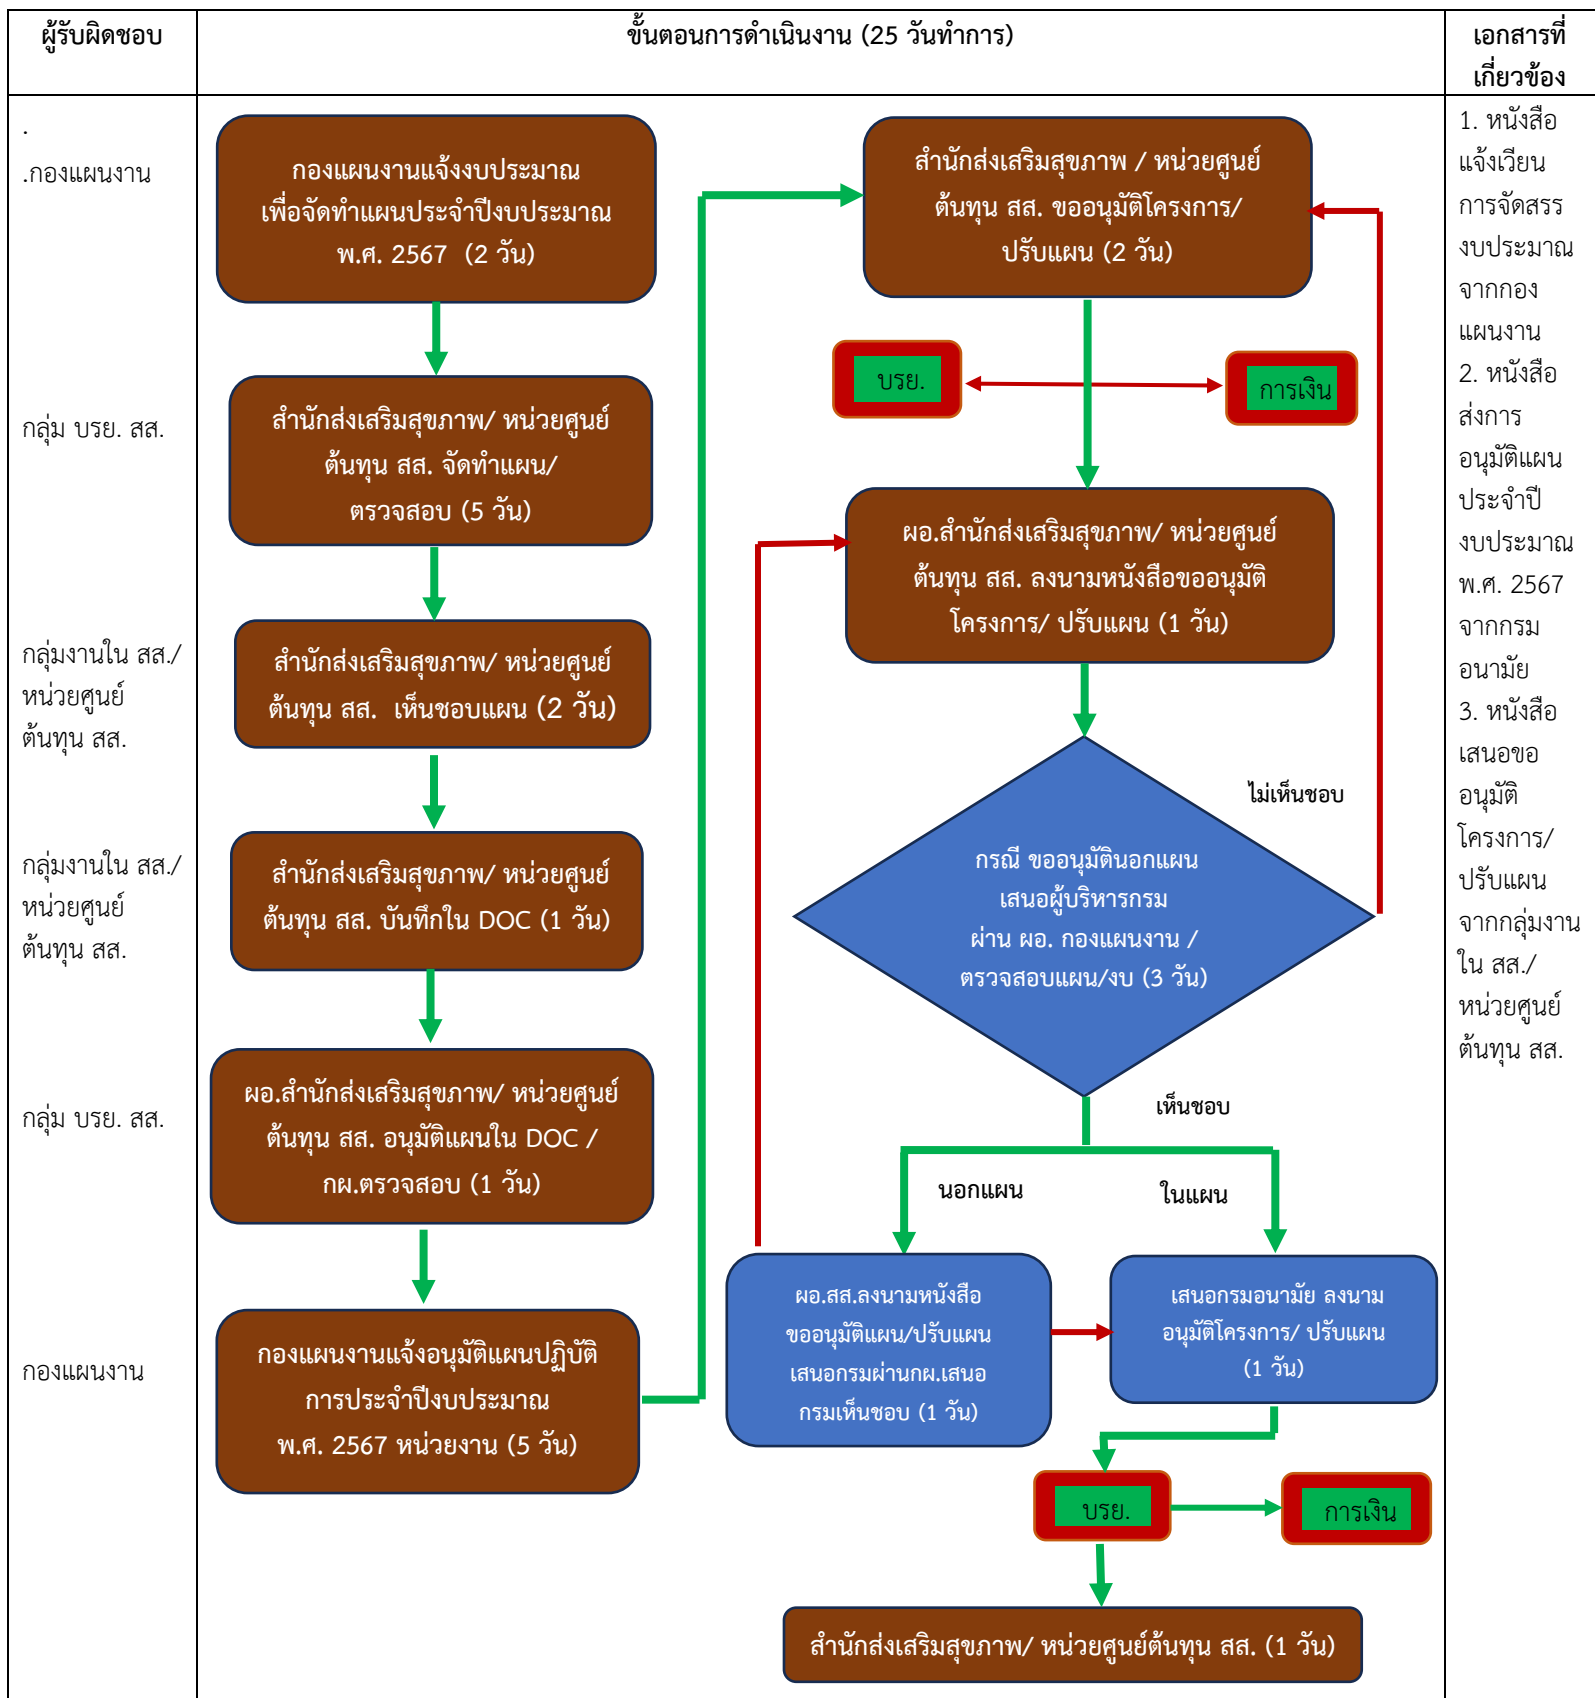 ผู้รับผิดชอบ
ขั้นตอนการดำเนินงาน (25 วันทำการ)
เอกสารที่
เกี่ยวข้อง
.
.กองแผนงาน
กลุ่ม บรย. สส.
กลุ่มงานใน สส./
หน่วยศูนย์
ต้นทุน สส.
กลุ่มงานใน สส./
หน่วยศูนย์
ต้นทุน สส.
กลุ่ม บรย. สส.
กองแผนงาน
กองแผนงานแจ้งงบประมาณ
เพื่อจัดทำแผนประจำปีงบประมาณ
พ.ศ. 2567 (2 วัน)
สำนักส่งเสริมสุขภาพ/ หน่วยศูนย์
ต้นทุน สส. จัดทำแผน/
ตรวจสอบ (5 วัน)
สำนักส่งเสริมสุขภาพ/ หน่วยศูนย์
ต้นทุน สส. เห็นชอบแผน (2 วัน)
สำนักส่งเสริมสุขภาพ/ หน่วยศูนย์
ต้นทุน สส. บันทึกใน DOC (1 วัน)
ผอ.สำนักส่งเสริมสุขภาพ/ หน่วยศูนย์
ต้นทุน สส. อนุมัติแผนใน DOC /
กผ.ตรวจสอบ (1 วัน)
กองแผนงานแจ้งอนุมัติแผนปฏิบัติ
การประจำปีงบประมาณ
พ.ศ. 2567 หน่วยงาน (5 วัน)
สำนักส่งเสริมสุขภาพ / หน่วยศูนย์
ต้นทุน สส. ขออนุมัติโครงการ/
ปรับแผน (2 วัน)
บรย.
การเงิน
ผอ.สำนักส่งเสริมสุขภาพ/ หน่วยศูนย์
ต้นทุน สส. ลงนามหนังสือขออนุมัติ
โครงการ/ ปรับแผน (1 วัน)
ไม่เห็นชอบ
กรณี ขออนุมัตินอกแผน
เสนอผู้บริหารกรม
ผ่าน ผอ. กองแผนงาน /
ตรวจสอบแผน/งบ (3 วัน)
เห็นชอบ
นอกแผน
ในแผน
ผอ.สส.ลงนามหนังสือ
ขออนุมัติแผน/ปรับแผน
เสนอกรมผ่านกผ.เสนอ
กรมเห็นชอบ (1 วัน)
เสนอกรมอนามัย ลงนาม
อนุมัติโครงการ/ ปรับแผน
(1 วัน)
บรย.
การเงิน
สำนักส่งเสริมสุขภาพ/ หน่วยศูนย์ต้นทุน สส. (1 วัน)
1. หนังสือ
แจ้งเวียน
การจัดสรร
งบประมาณ
จากกอง
แผนงาน
2. หนังสือ
ส่งการ
อนุมัติแผน
ประจำปี
งบประมาณ
พ.ศ. 2567
จากกรม
อนามัย
3. หนังสือ
เสนอขอ
อนุมัติ
โครงการ/
ปรับแผน
จากกลุ่มงาน
ใน สส./
หน่วยศูนย์
ต้นทุน สส.